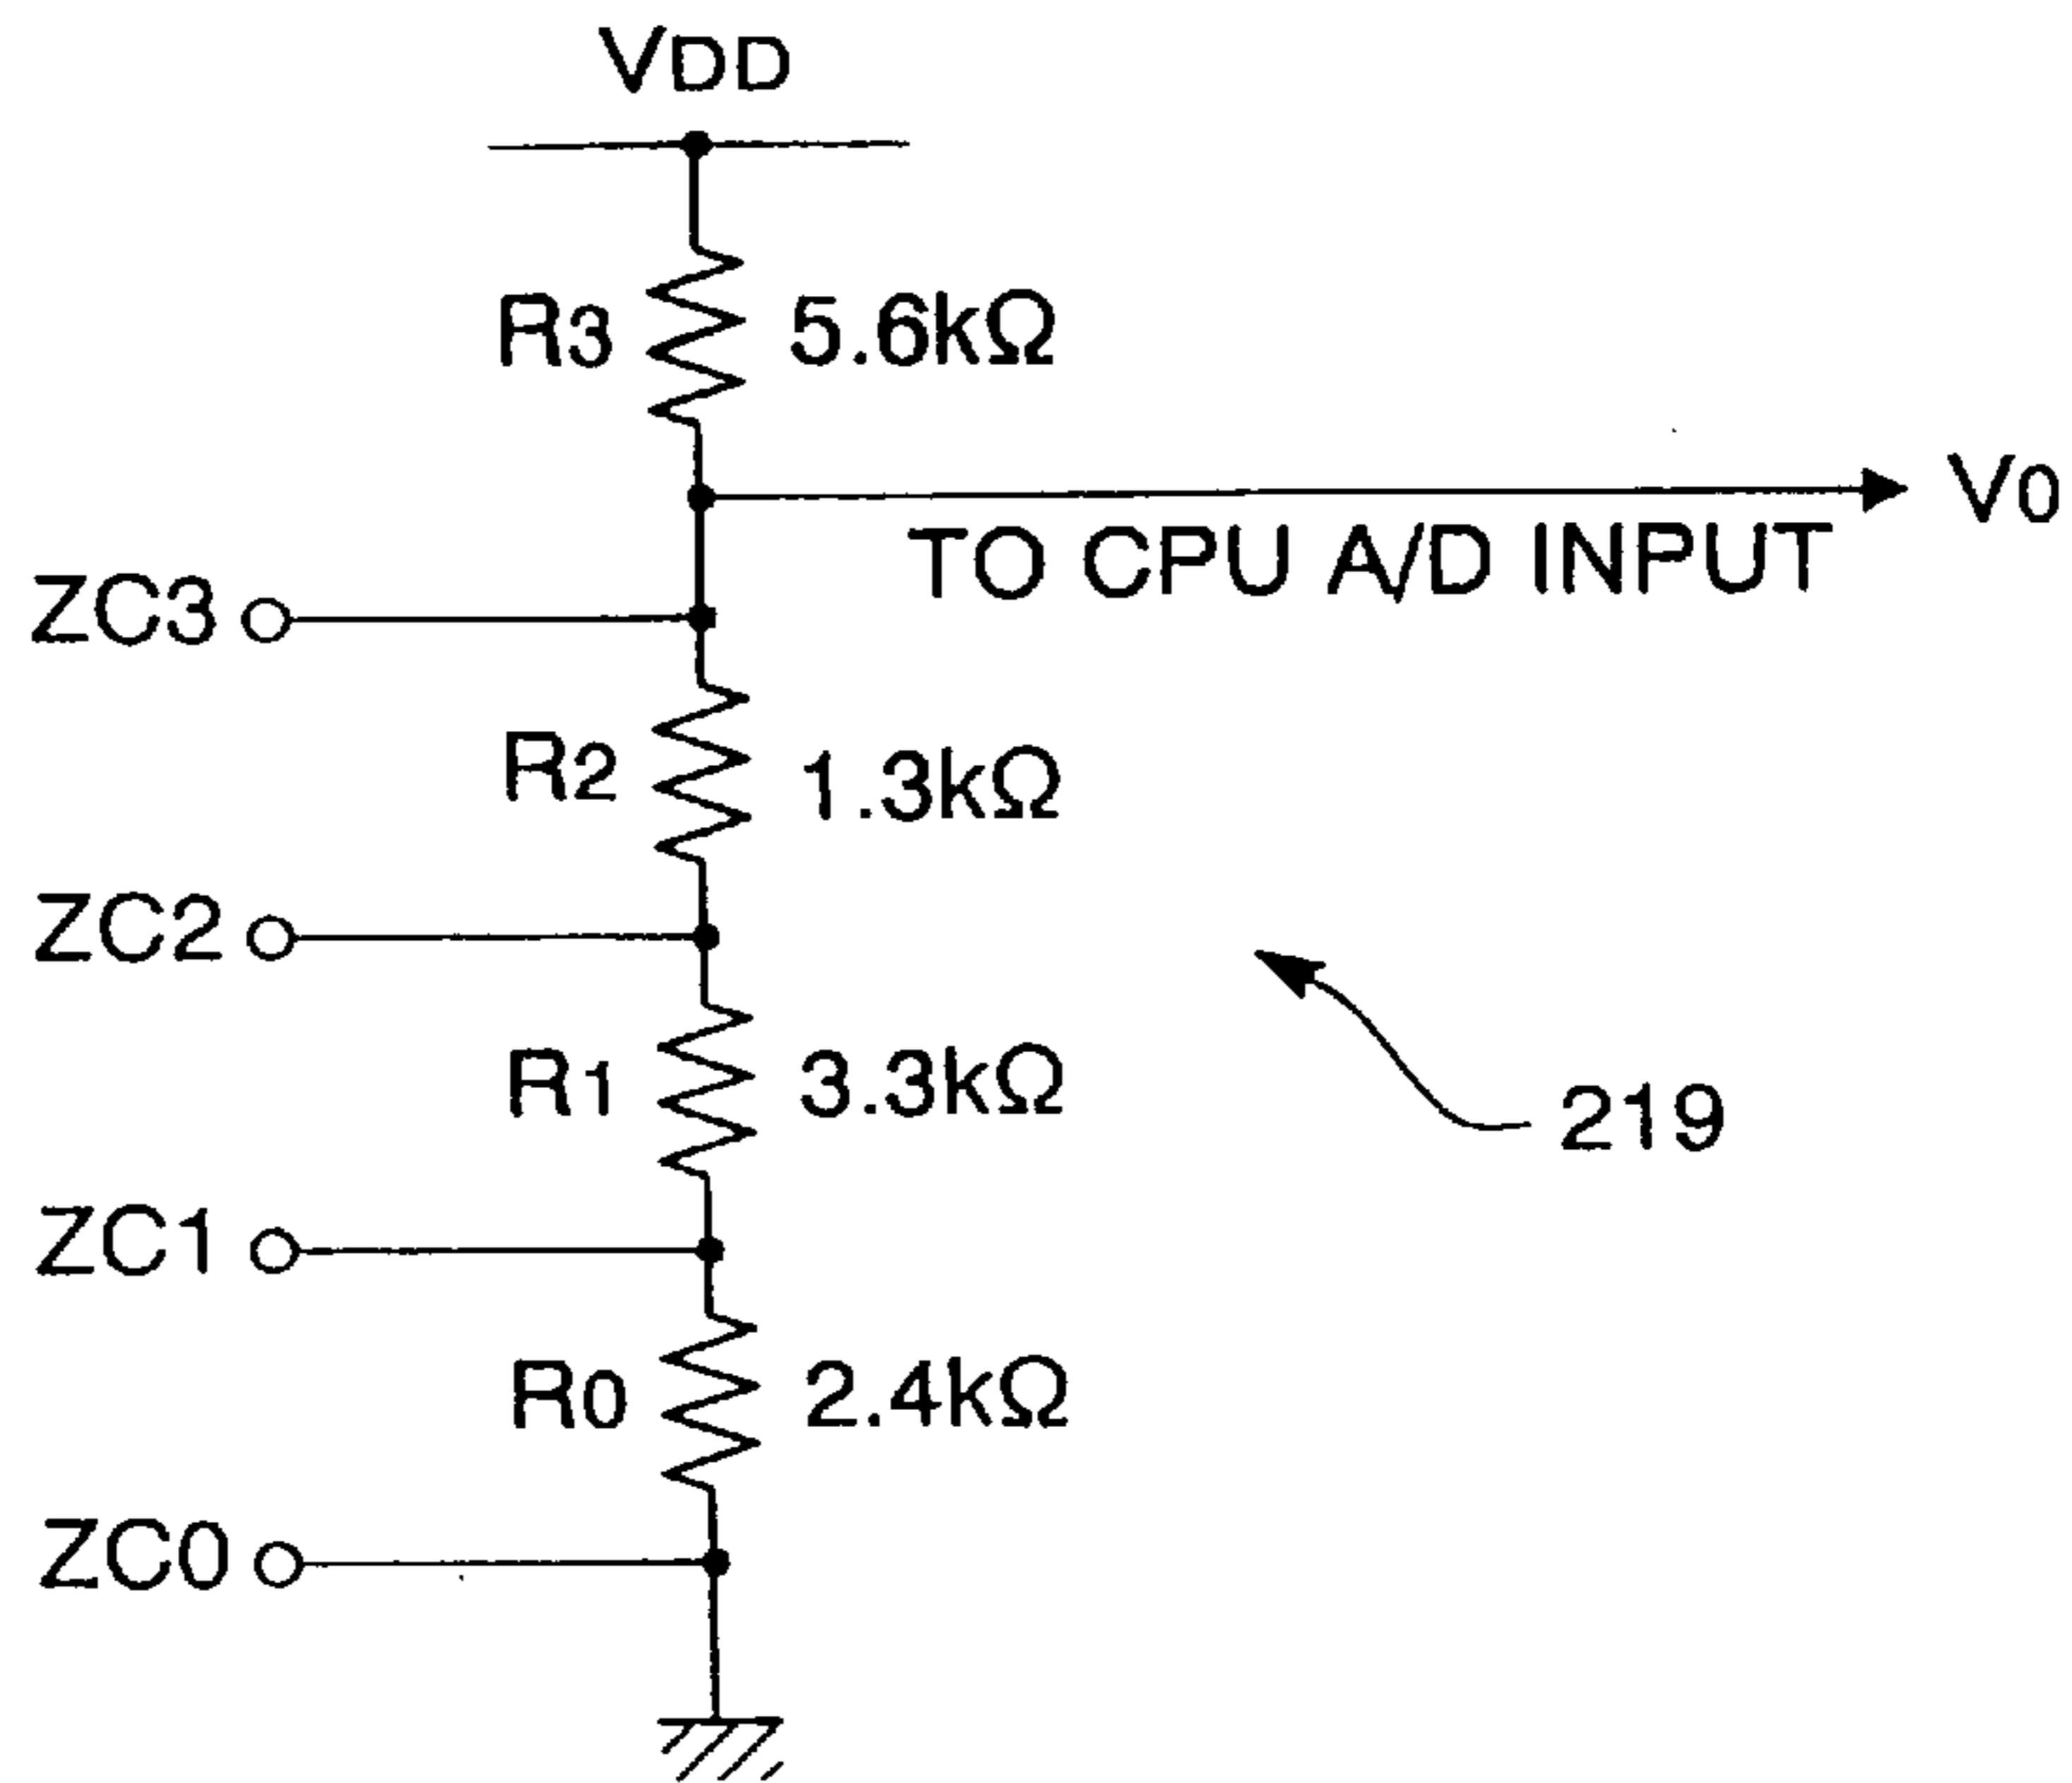 VDD
R3 5.6kΩ
V0
TO CPU A/D INPUT
ZC3
R2 1.3kΩ
ZC2
R1 3.3kΩ
219
ZC1
R0 2.4kΩ
ZC0